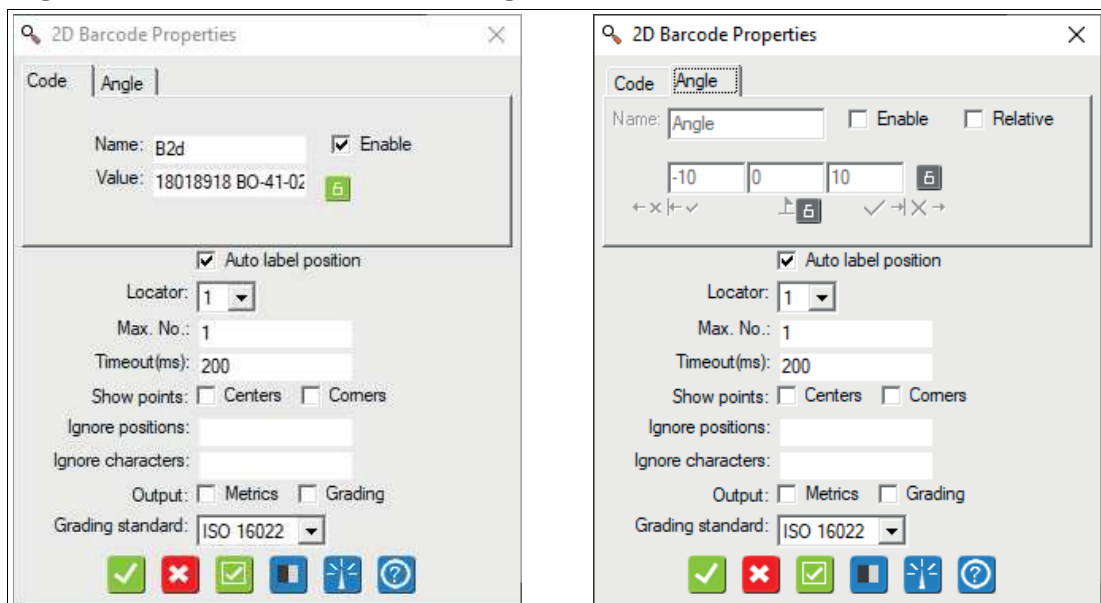 2D Barcode Properties
Code Angle
Name: B2d Enable
Value: 18018918 BO-41-02
Auto label position
Locator: 1
Max. No.: 1
Timeout(ms): 200
Show points: Centers Corners
Ignore positions:
Ignore characters:
Output: Metrics Grading
Grading standard: ISO 16022
2D Barcode Properties
Code Angle
Name: Angle Enable Relative
-10 0 10
Auto label position
Locator: 1
Max. No.: 1
Timeout(ms): 200
Show points: Centers Corners
Ignore positions:
Ignore characters:
Output: Metrics Grading
Grading standard: ISO 16022